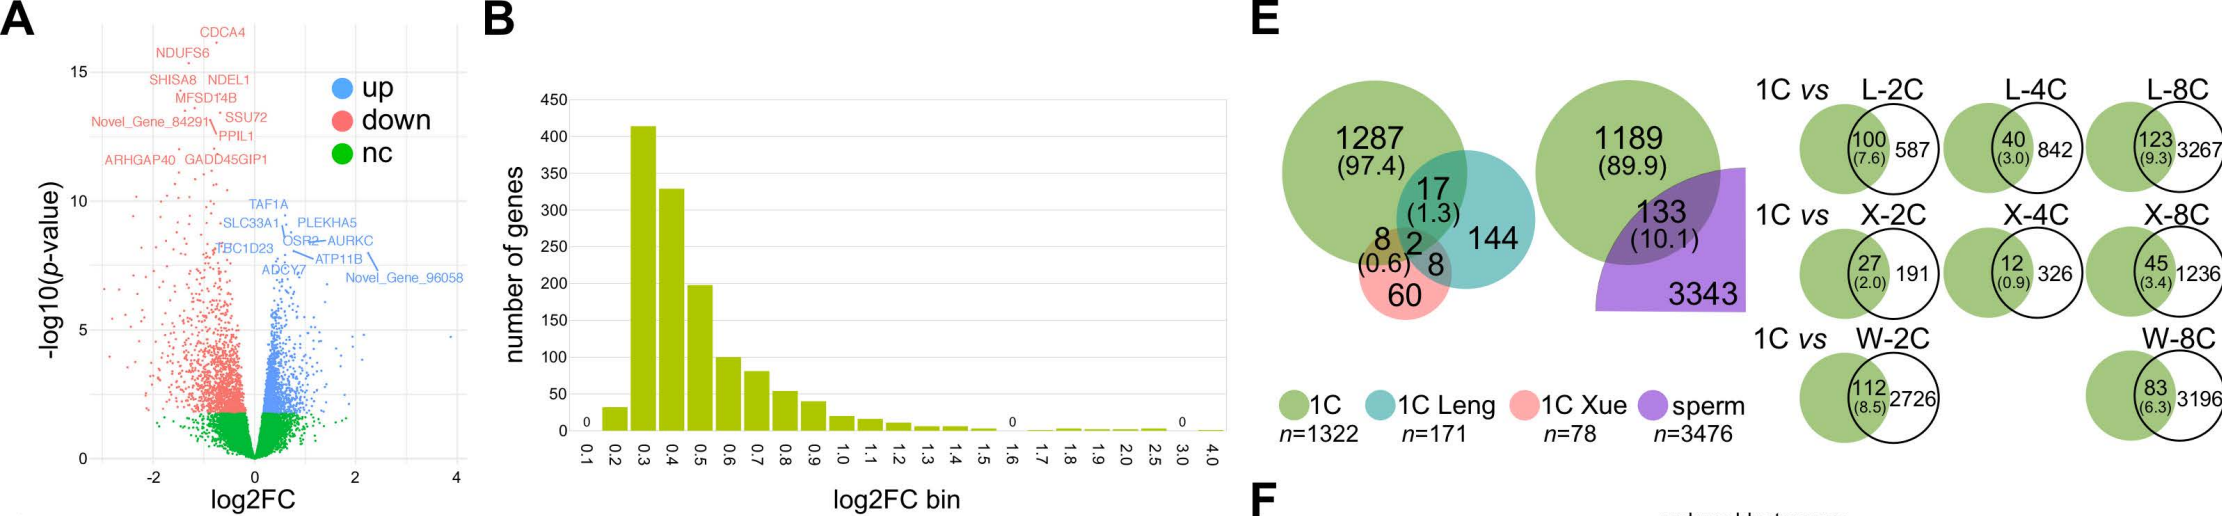 A
CDCA4
NDUFS6
SHISA8 NDEL1
MFSD14B
Novel_Gene_84291
SSU72
PPIL1
ARHGAP40 GADD45GIP1
TAF1A
SLC33A1 PLEKHA5
OSR2 AURKC
TBC1D23
ATP11B
ADCY7
Novel_Gene_96058
up
down
nc
15
10
5
0
-log10(p-value)
-2 0 2 4
log2FC
B
number of genes
450
400
350
300
250
200
150
100
50
0
0 0 0
0.1 0.2 0.3 0.4 0.5 0.6 0.7 0.8 0.9 1.0 1.1 1.2 1.3 1.4 1.5 1.6 1.7 1.8 1.9 2.0 2.5 3.0 4.0
log2FC bin
E
1287
(97.4)
17
(1.3)
8 2 144
(0.6) 8
60
1189
(89.9)
133
(10.1)
3343
1C 1C Leng 1C Xue sperm
n=1322 n=171 n=78 n=3476
1C vs L-2C L-4C L-8C
100 587 40 842 123 3267
(7.6) (3.0) (9.3)
1C vs X-2C X-4C X-8C
27 191 12 326 45 1236
(2.0) (0.9) (3.4)
1C vs W-2C W-8C
112 2726 83 3196
(8.5) (6.3)
F